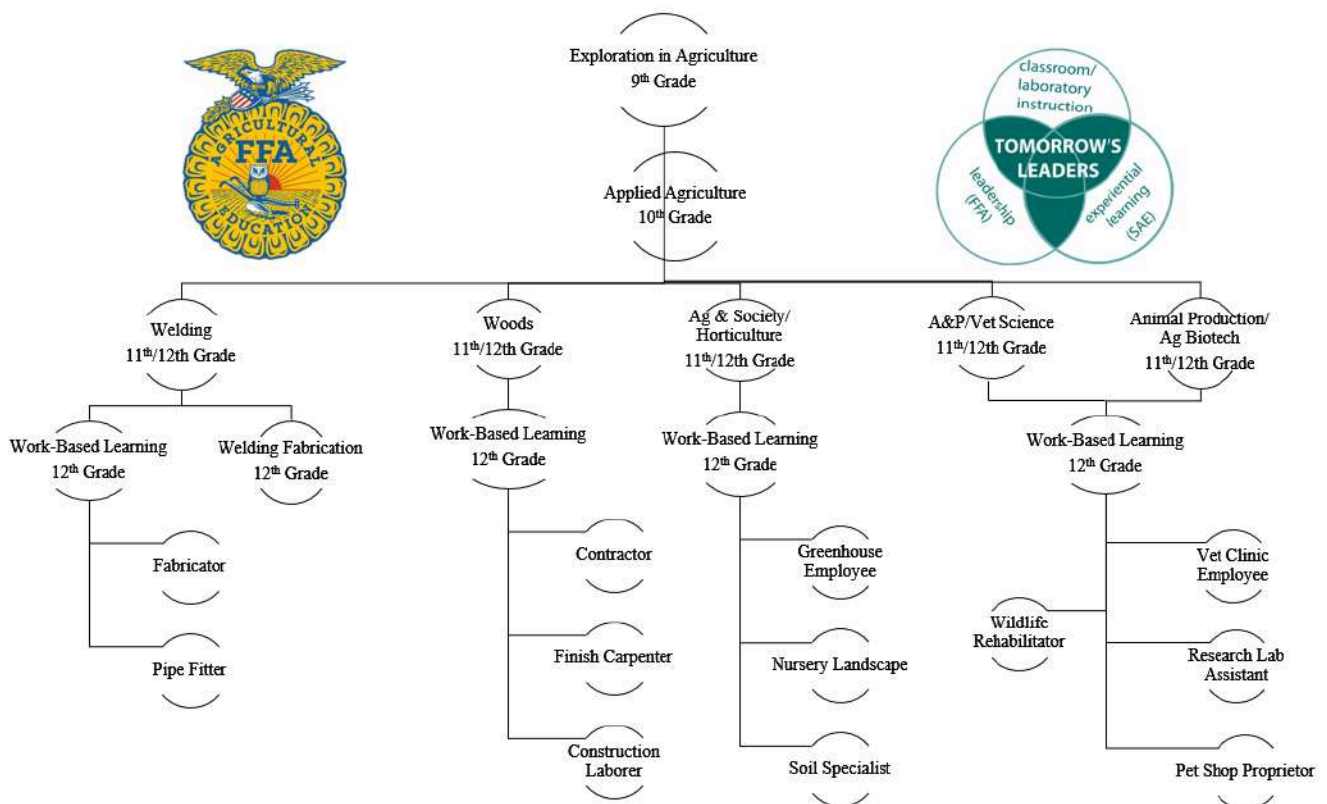 Exploration in Agriculture
9th Grade
AGRICULTURAL
FFA
EDUCATION
classroom/
laboratory
instruction
TOMORROW'S
LEADERS
leadership
(FFA)
experiential
learning
(SAE)
Applied Agriculture
10th Grade
Welding
11th/12th Grade
Woods
11th/12th Grade
Ag & Society/
Horticulture
11th/12th Grade
A&P/Vet Science
11th/12th Grade
Animal Production/
Ag Biotech
11th/12th Grade
Work-Based Learning
12th Grade
Welding Fabrication
12th Grade
Work-Based Learning
12th Grade
Work-Based Learning
12th Grade
Work-Based Learning
12th Grade
Fabricator
Pipe Fitter
Contractor
Finish Carpenter
Construction
Laborer
Greenhouse
Employee
Nursery Landscape
Soil Specialist
Wildlife
Rehabilitator
Vet Clinic
Employee
Research Lab
Assistant
Pet Shop Proprietor